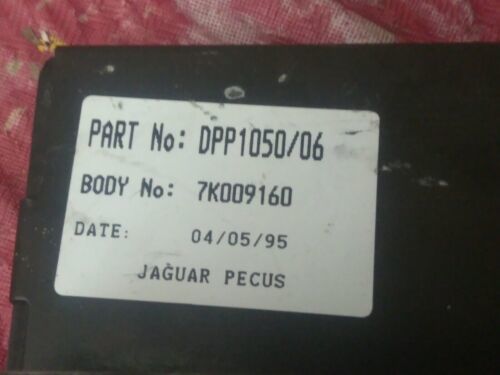 PART No: DPP1050/06
BODY No: 7K009160
DATE: 04/05/95
JAGUAR PECUS